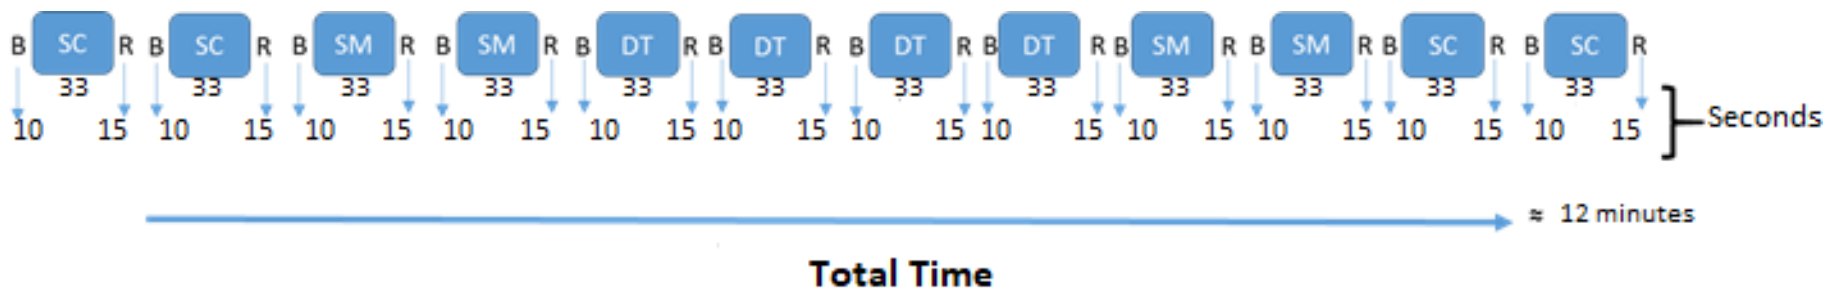 B SC R B SC R B SM R B SM R B DT R B DT R B DT R B DT R B SM R B SM R B SC R B SC R
33 33 33 33 33 33 33 33 33 33 33 33
10 15 10 15 10 15 10 15 10 15 10 15 10 15 10 15 10 15 10 15 10 15 10 15 Seconds
≈ 12 minutes
Total Time